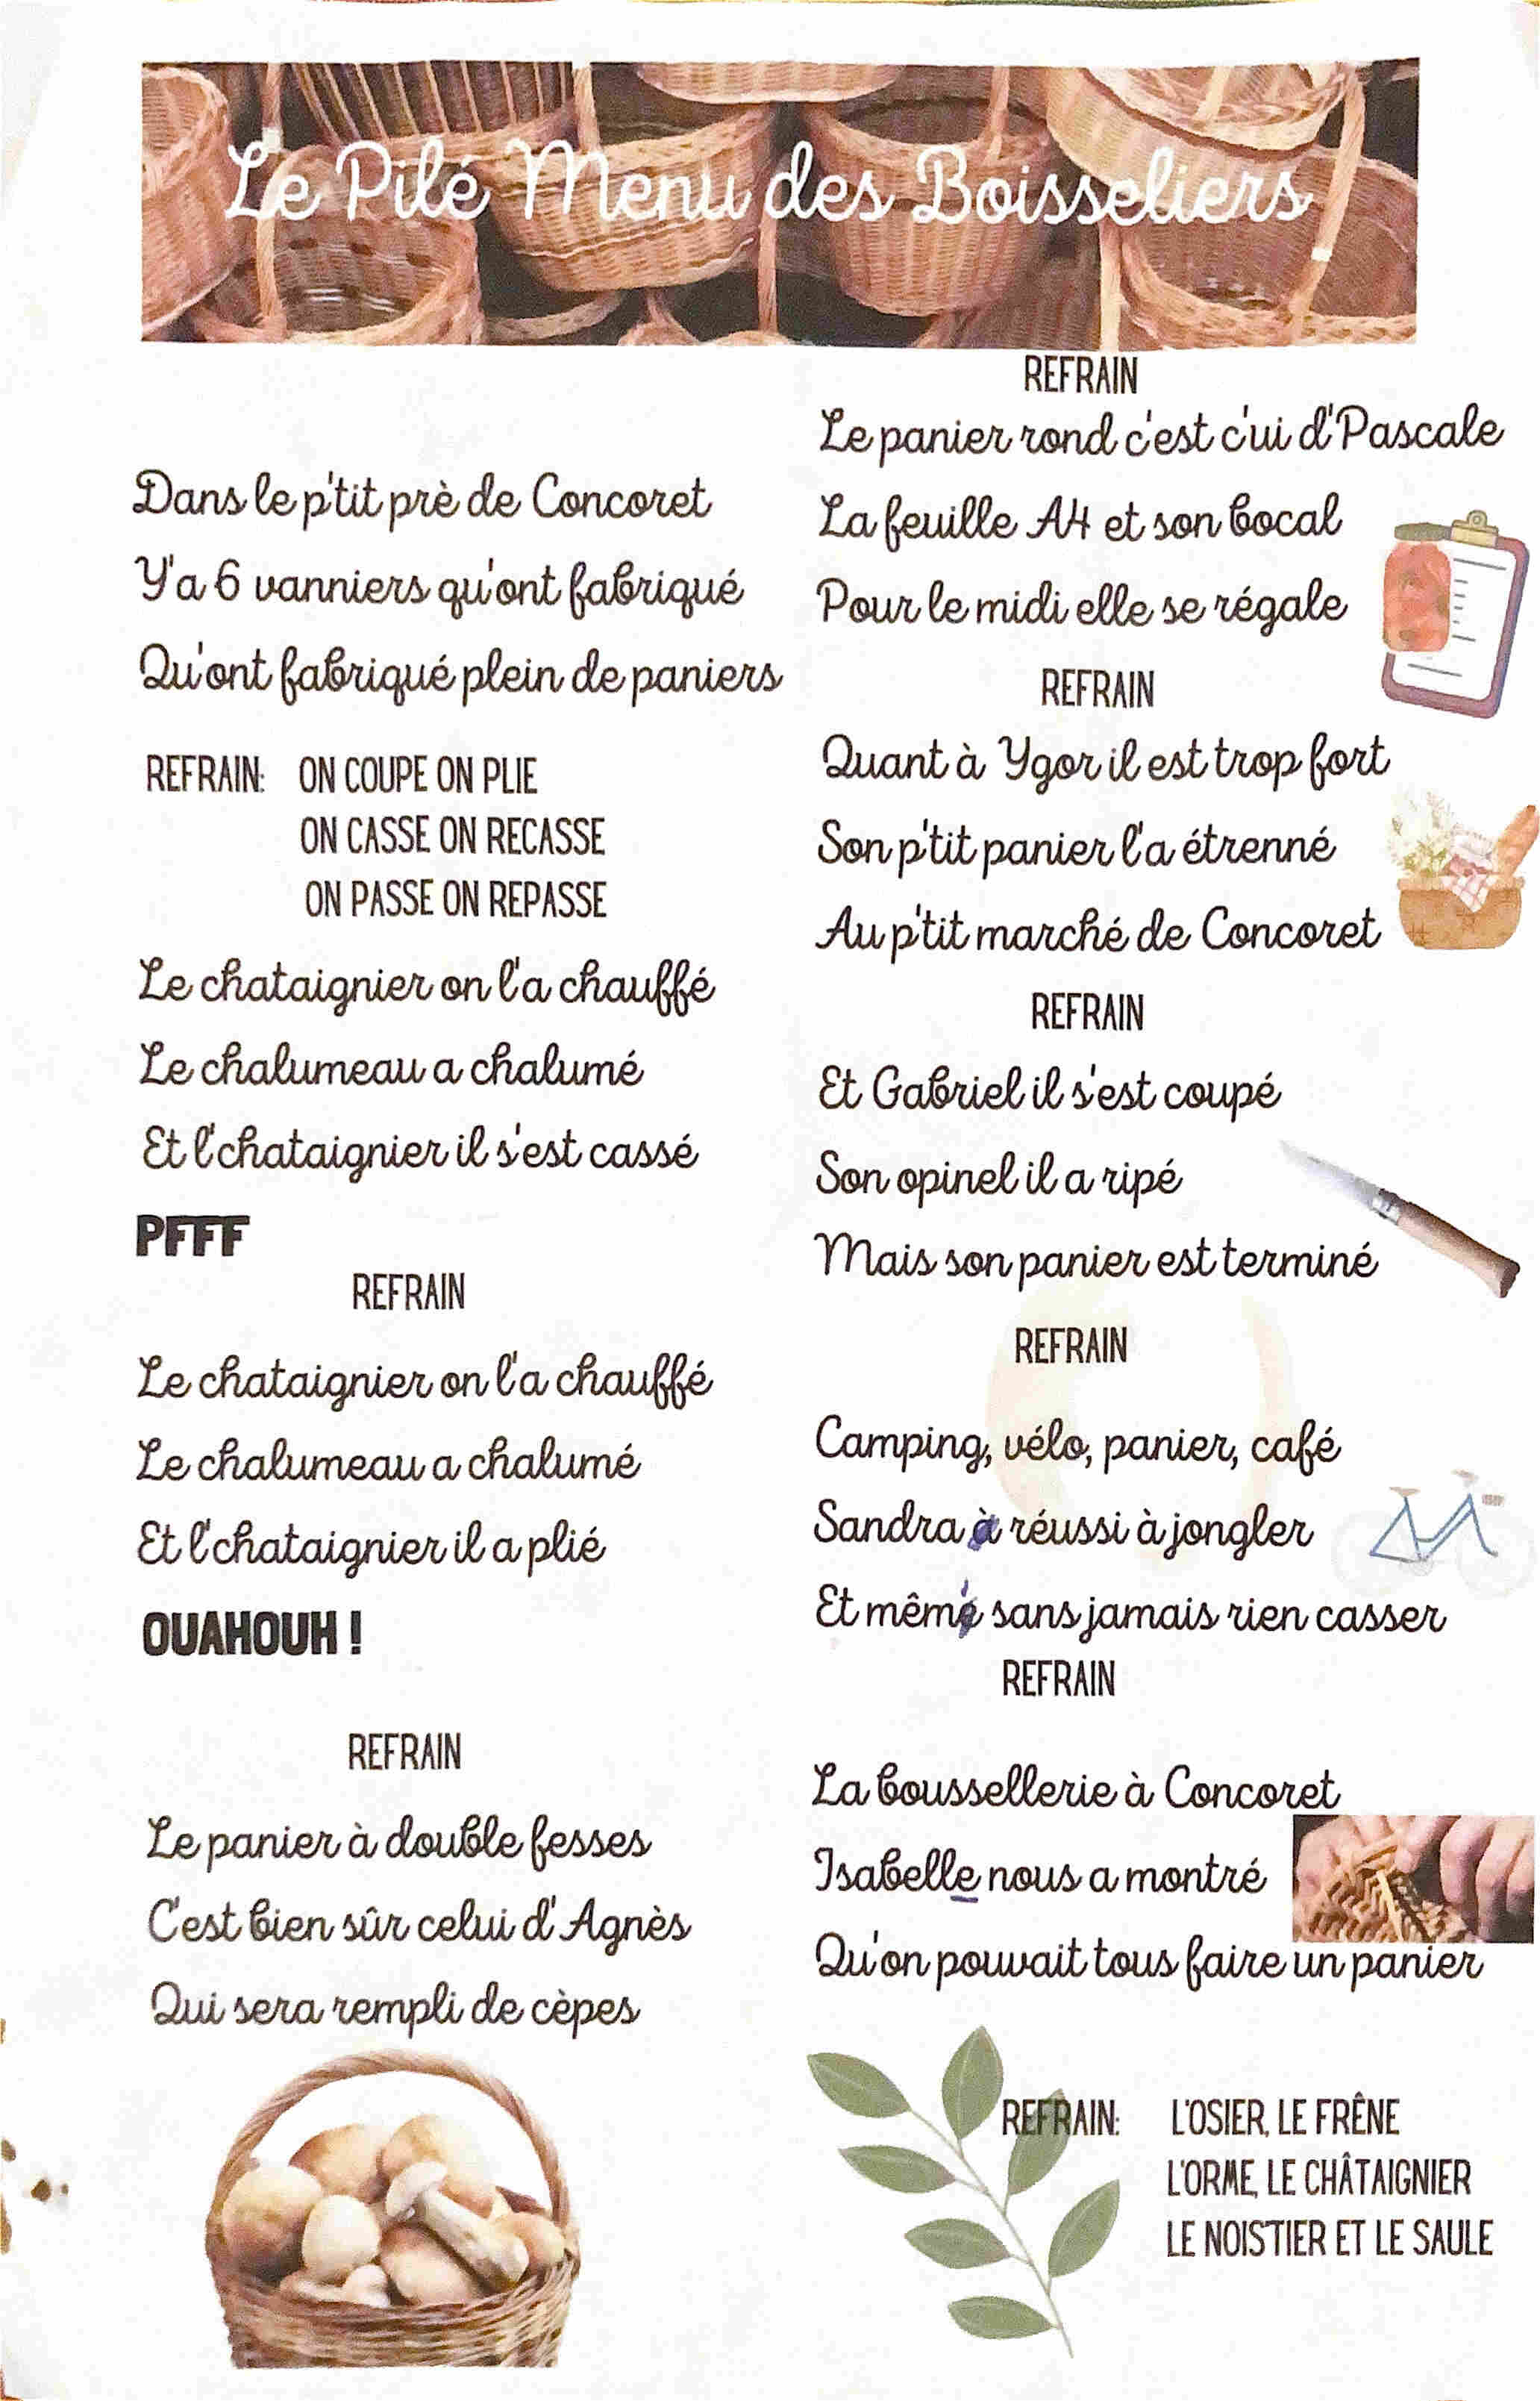 Le Pilé Menu des Boisseliers
Dans le p'tit prè de Concoret
Y'a 6 vanniers qu'ont fabriqué
Qu'ont fabriqué plein de paniers
REFRAIN: ON COUPE ON PLIE
ON CASSE ON RECASSE
ON PASSE ON REPASSE
Le chataignier on l'a chauffé
Le chalumeau a chalumé
Et l'chataignier il s'est cassé
PFFF
REFRAIN
Le chataignier on l'a chauffé
Le chalumeau a chalumé
Et l'chataignier il a plié
OUAHOUH !
REFRAIN
Le panier à double fesses
C'est bien sûr celui d'Agnès
Qui sera rempli de cèpes
REFRAIN
Le panier rond c'est c'ui d'Pascale
La feuille A4 et son bocal
Pour le midi elle se régale
REFRAIN
Quant à Ygor il est trop fort
Son p'tit panier l'a étrenné
Au p'tit marché de Concoret
REFRAIN
Et Gabriel il s'est coupé
Son opinel il a ripé
Mais son panier est terminé
REFRAIN
Camping, vélo, panier, café
Sandra a réussi à jongler
Et même sans jamais rien casser
REFRAIN
La boussellerie à Concoret
Isabelle nous a montré
Qu'on pouvait tous faire un panier
REFRAIN: L'OSIER, LE FRÊNE
L'ORME, LE CHÂTAIGNIER
LE NOISTIER ET LE SAULE